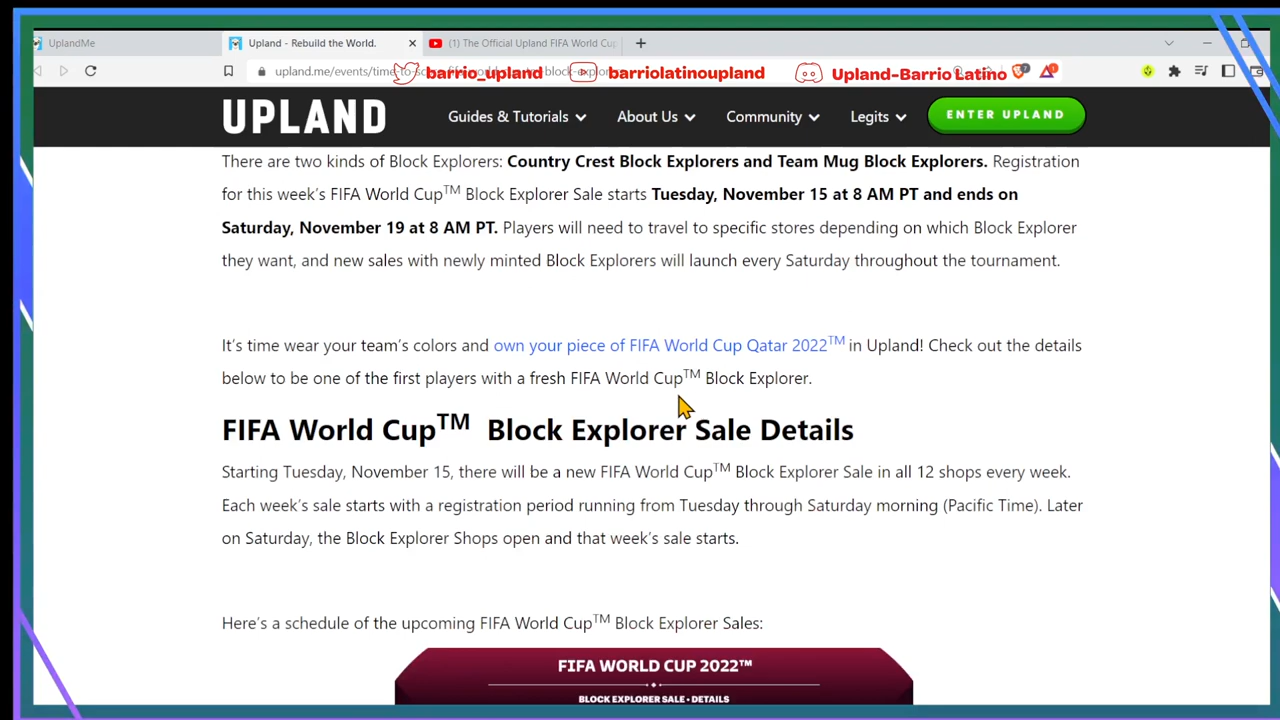 UplandMe
Upland - Rebuild the World.
(1) The Official Upland FIFA World Cu
upland.me/events/time-to-
barrio_upland
barriolatinoupland
Upland-Barrio Latino
UPLAND
Guides & Tutorials
About Us
Community
Legits
ENTER UPLAND
There are two kinds of Block Explorers: Country Crest Block Explorers and Team Mug Block Explorers. Registration
for this week's FIFA World Cup™ Block Explorer Sale starts Tuesday, November 15 at 8 AM PT and ends on
Saturday, November 19 at 8 AM PT. Players will need to travel to specific stores depending on which Block Explorer
they want, and new sales with newly minted Block Explorers will launch every Saturday throughout the tournament.
It's time wear your team's colors and own your piece of FIFA World Cup Qatar 2022™ in Upland! Check out the details
below to be one of the first players with a fresh FIFA World Cup™ Block Explorer.
FIFA World Cup™ Block Explorer Sale Details
Starting Tuesday, November 15, there will be a new FIFA World Cup™ Block Explorer Sale in all 12 shops every week.
Each week's sale starts with a registration period running from Tuesday through Saturday morning (Pacific Time). Later
on Saturday, the Block Explorer Shops open and that week's sale starts.
Here's a schedule of the upcoming FIFA World Cup™ Block Explorer Sales:
FIFA WORLD CUP 2022™
BLOCK EXPLORER SALE • DETAILS